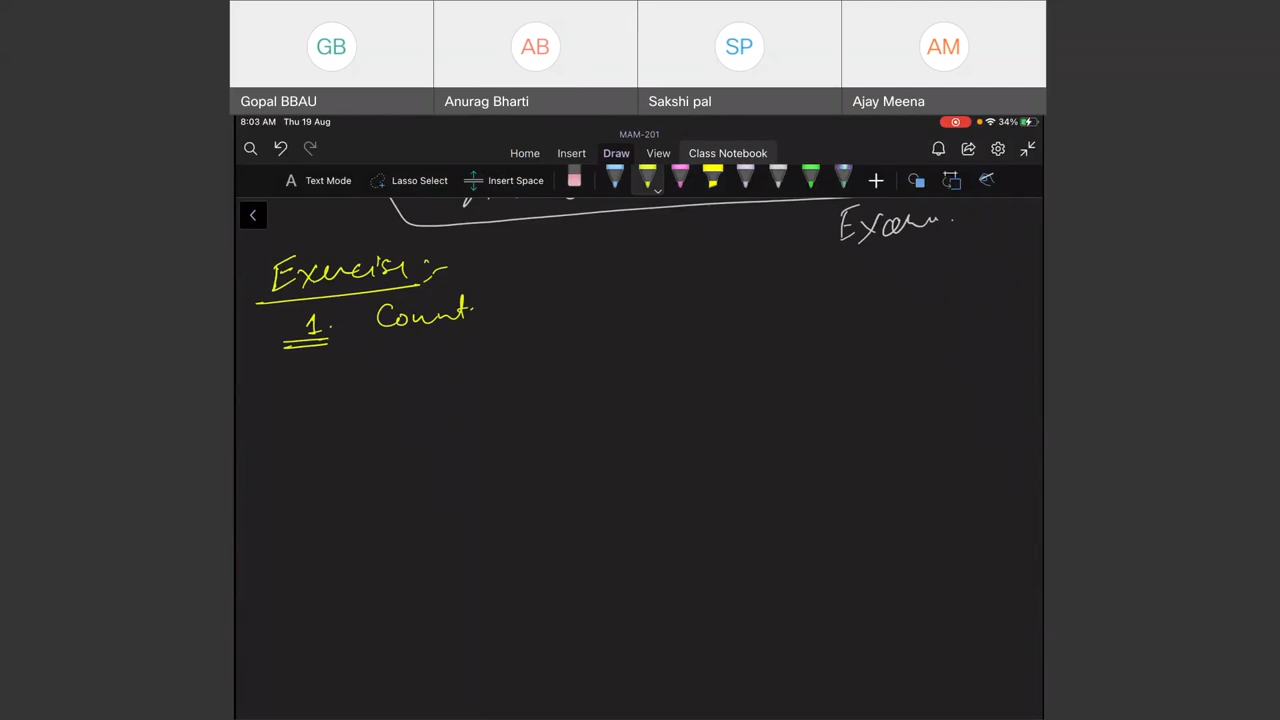 GB AB SP AM
Gopal BBAU Anurag Bharti Sakshi pal Ajay Meena
8:03 AM Thu 19 Aug 34%
MAM-201
Home Insert Draw View Class Notebook
A Text Mode Lasso Select Insert Space
Exercise :-
1. Count.